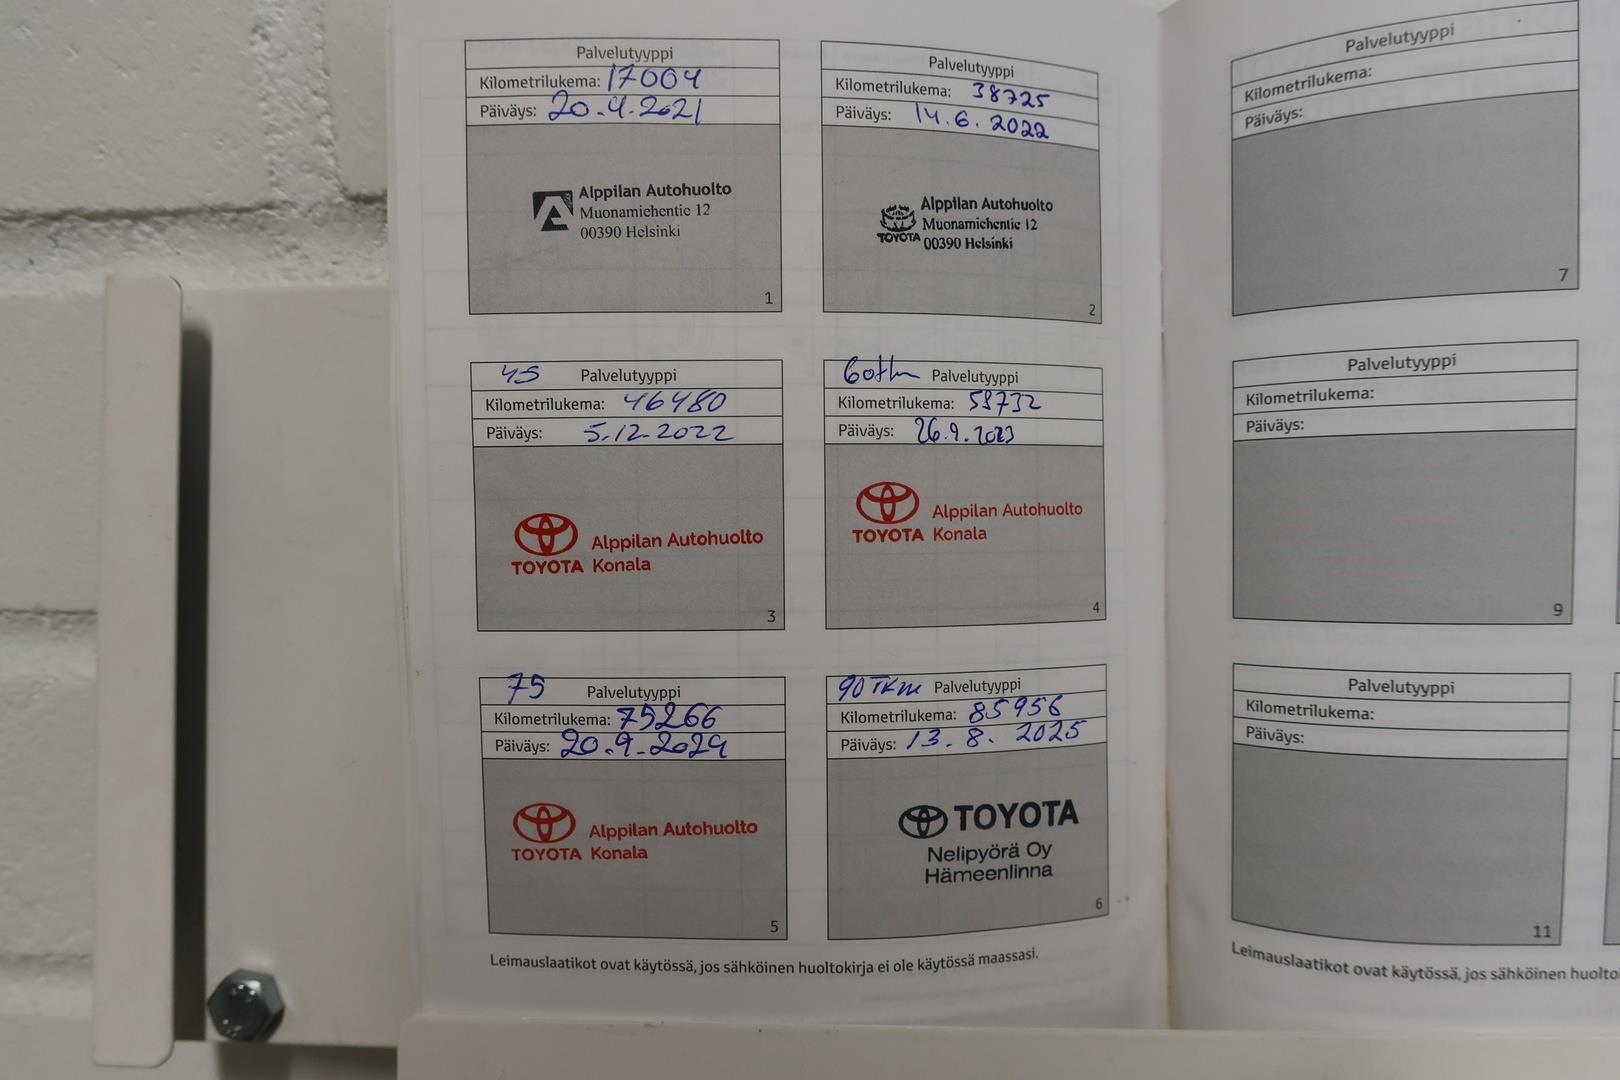 Palvelutyyppi
Kilometrilukema: 17004
Päiväys: 20.4.2021
Alppilan Autohuolto
Muonamiehentie 12
00390 Helsinki
1
Palvelutyyppi
Kilometrilukema: 38725
Päiväys: 14.6.2022
TOYOTA
Alppilan Autohuolto
Muonamiehentie 12
00390 Helsinki
2
45 Palvelutyyppi
Kilometrilukema: 46480
Päiväys: 5.12.2022
TOYOTA
Alppilan Autohuolto
Konala
3
Palvelutyyppi
Kilometrilukema: 58732
Päiväys: 26.9.2023
TOYOTA
Alppilan Autohuolto
Konala
4
75 Palvelutyyppi
Kilometrilukema: 75266
Päiväys: 20.9.2024
TOYOTA
Alppilan Autohuolto
Konala
5
90 TKm Palvelutyyppi
Kilometrilukema: 85956
Päiväys: 13.8.2025
TOYOTA
Nelipyörä Oy
Hämeenlinna
6
Leimauslaatikot ovat käytössä, jos sähköinen huoltokirja ei ole käytössä maassasi.
Palvelutyyppi
Kilometrilukema:
Päiväys:
7
Palvelutyyppi
Kilometrilukema:
Päiväys:
9
Palvelutyyppi
Kilometrilukema:
Päiväys:
11
Leimauslaatikot ovat käytössä, jos sähköinen